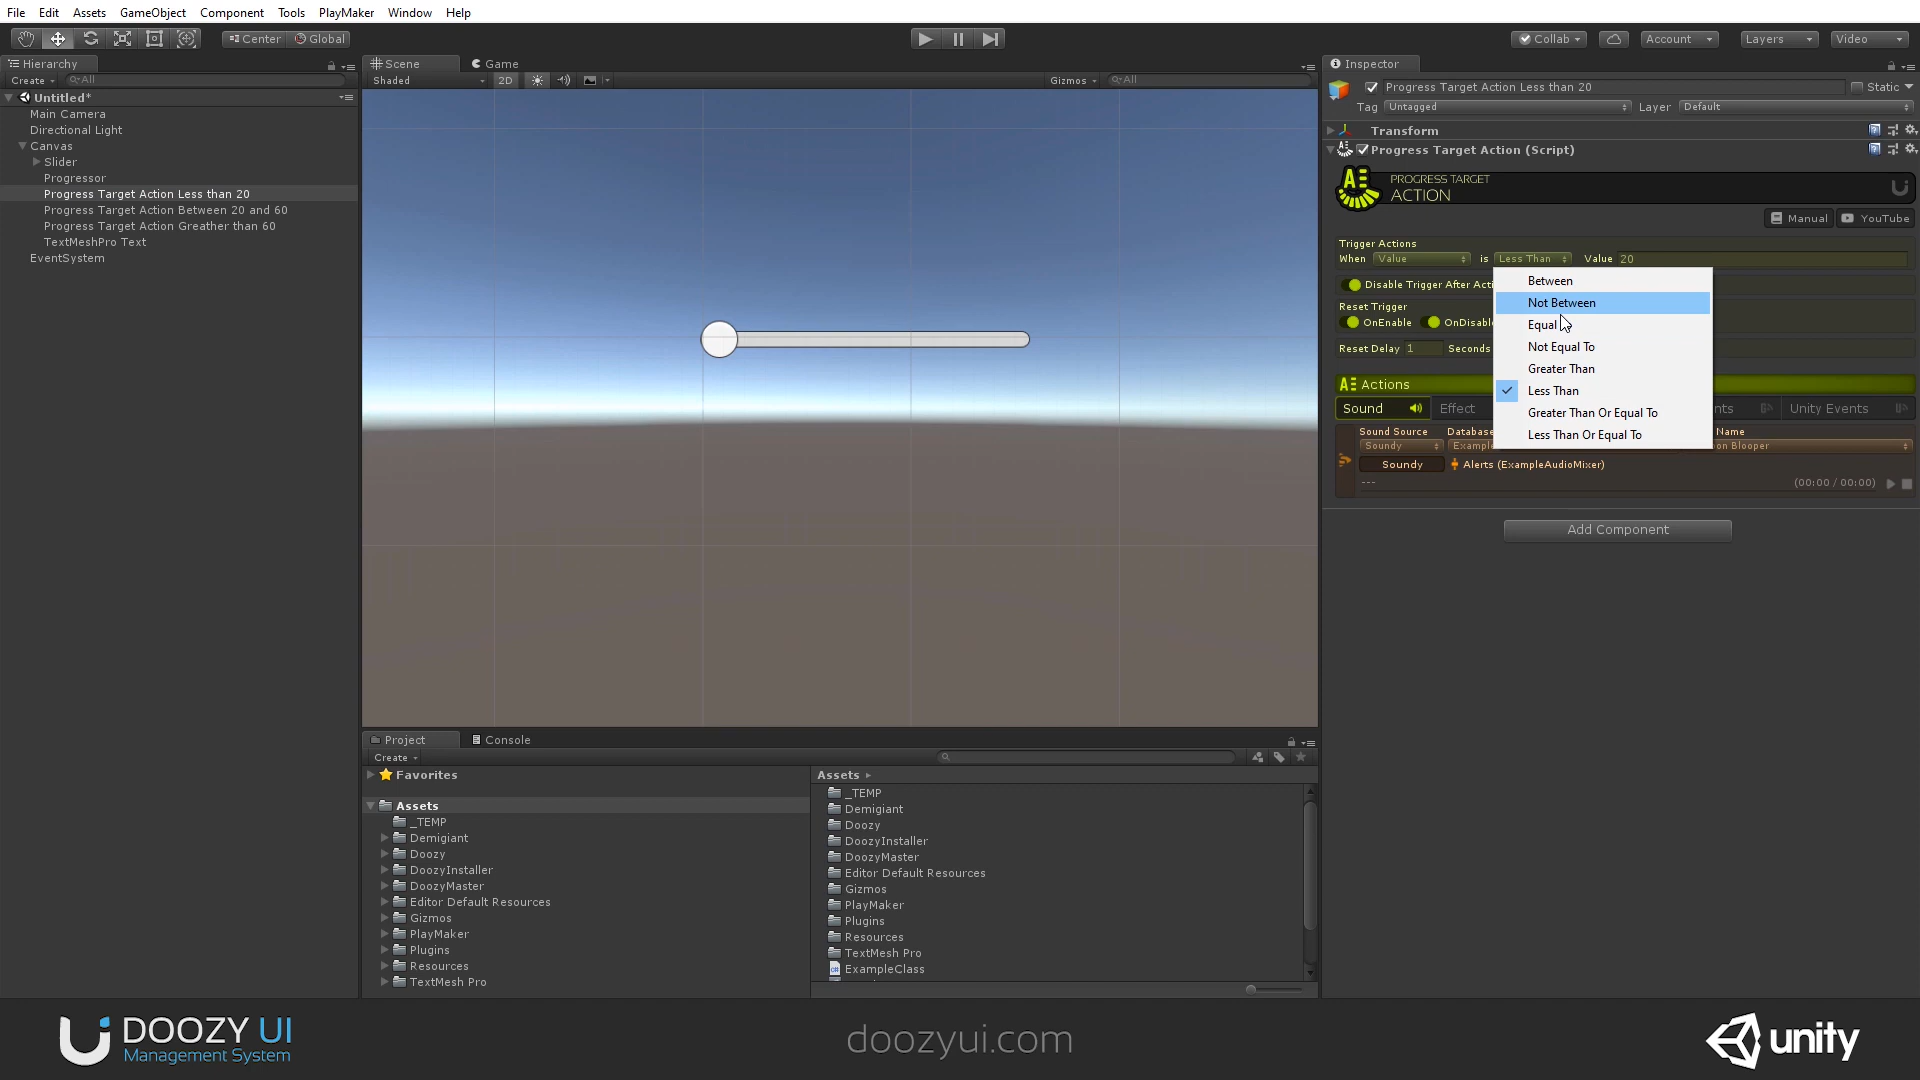 File Edit Assets GameObject Component Tools PlayMaker Window Help
Center Global Collab Account Layers Video
Hierarchy
Create All
Untitled*
Main Camera
Directional Light
Canvas
Slider
Progressor
Progress Target Action Less than 20
Progress Target Action Between 20 and 60
Progress Target Action Greather than 60
TextMeshPro Text
EventSystem
Scene Game
Shaded 2D Gizmos All
Inspector
Progress Target Action Less than 20 Static
Tag Untagged Layer Default
Transform
Progress Target Action (Script)
PROGRESS TARGET
ACTION
Manual YouTube
Trigger Actions
When Value is Less Than Value 20
Disable Trigger After Acti
Reset Trigger
OnEnable OnDisabl
Reset Delay 1 Seconds
Between
Not Between
Equal
Not Equal To
Greater Than
Less Than
Greater Than Or Equal To
Less Than Or Equal To
Actions
Sound Effect nts Unity Events
Sound Source Databas Name
Soundy Exampl on Blooper
Soundy Alerts (ExampleAudioMixer)
--- (00:00 / 00:00)
Add Component
Project Console
Create
Favorites
Assets
_TEMP
Demigiant
Doozy
DoozyInstaller
DoozyMaster
Editor Default Resources
Gizmos
PlayMaker
Plugins
Resources
TextMesh Pro
Assets
_TEMP
Demigiant
Doozy
DoozyInstaller
DoozyMaster
Editor Default Resources
Gizmos
PlayMaker
Plugins
Resources
TextMesh Pro
ExampleClass
DOOZY UI
Management System
doozyui.com
unity